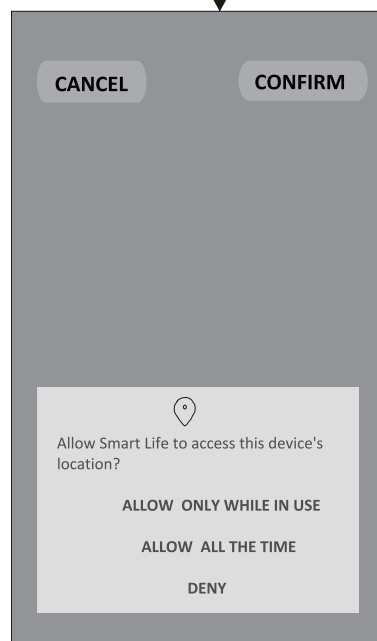 CANCEL
CONFIRM
Allow Smart Life to access this device's
location?
ALLOW ONLY WHILE IN USE
ALLOW ALL THE TIME
DENY